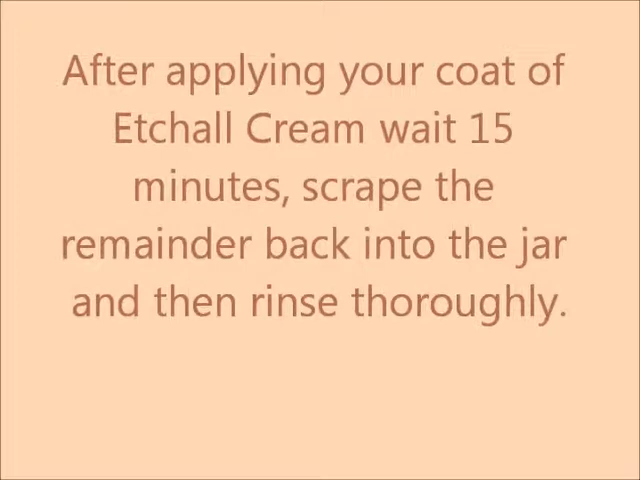 After applying your coat of
Etchall Cream wait 15
minutes, scrape the
remainder back into the jar
and then rinse thoroughly.